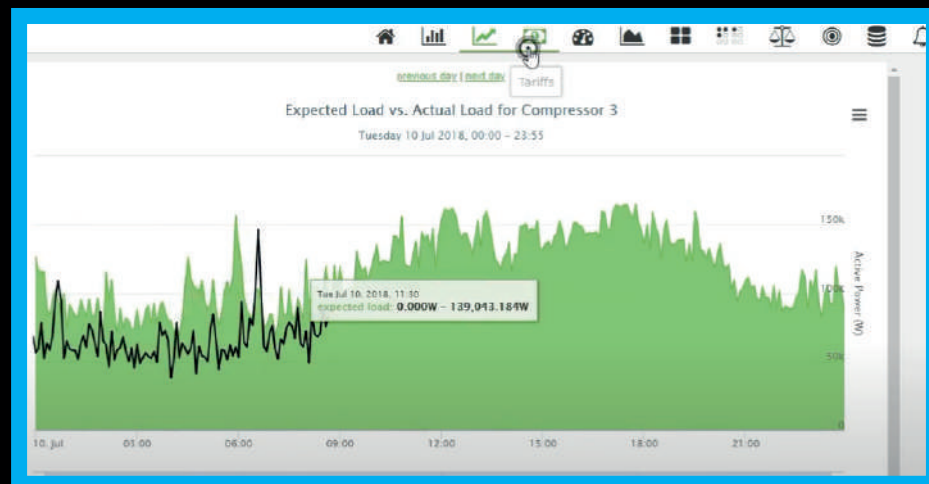 previous day | next day
Tariffs
Expected Load vs. Actual Load for Compressor 3
Tuesday 10 Jul 2018, 00:00 – 23:55
150k
100k
50k
0
Active Power (W)
Tue Jul 10, 2018, 11:30
expected load: 0.000W – 139,043.184W
10. Jul
03:00
06:00
09:00
12:00
15:00
18:00
21:00